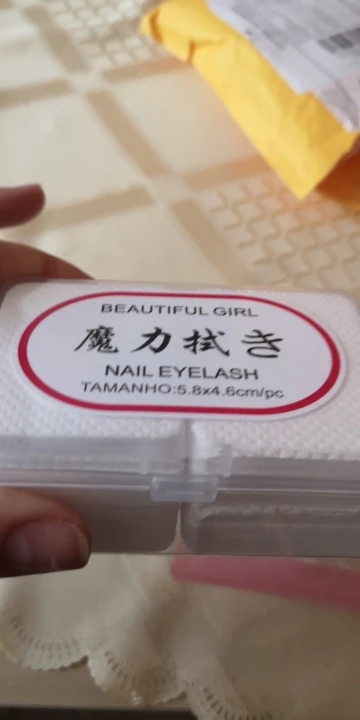 BEAUTIFUL GIRL
魔力拭き
NAIL EYELASH
TAMANHO:5.8x4.6cm/pc